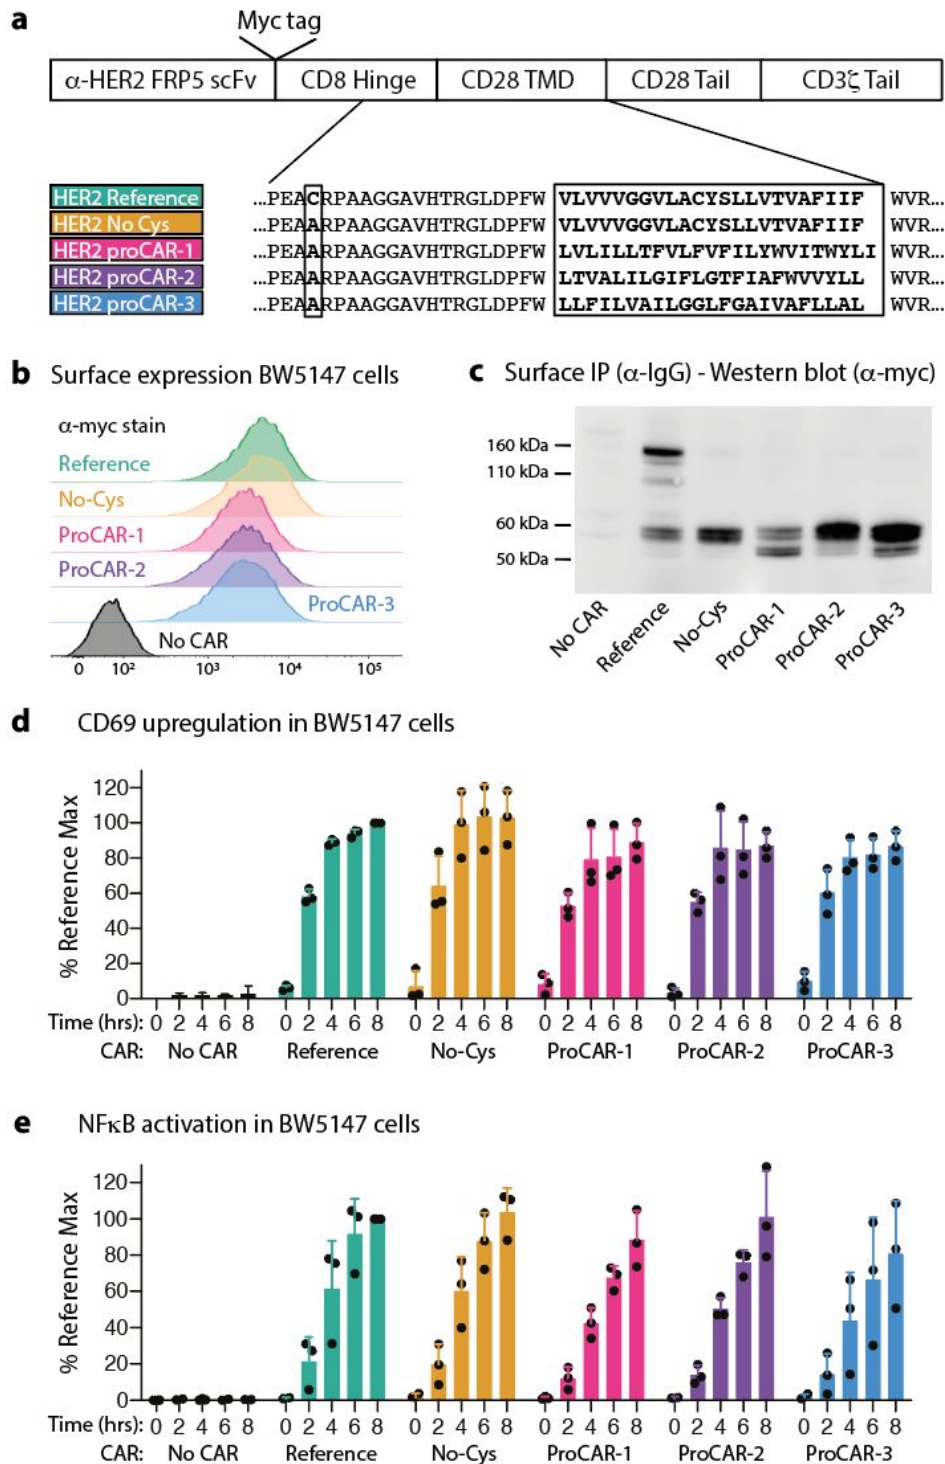 a
Myc tag
α-HER2 FRP5 scFv CD8 Hinge CD28 TMD CD28 Tail CD3ζ Tail
HER2 Reference ...PEACRPAAGGAVHTRGLDPFW VLVVVGGVLACYSLLVTVAFIIF WVR...
HER2 No Cys ...PEAARPAAGGAVHTRGLDPFW VLVVVGGVLACYSLLVTVAFIIF WVR...
HER2 proCAR-1 ...PEAARPAAGGAVHTRGLDPFW LVLILLTFVLFVFILYWVITWYLI WVR...
HER2 proCAR-2 ...PEAARPAAGGAVHTRGLDPFW LTVALILGIFLGTFIAFWVVYLL WVR...
HER2 proCAR-3 ...PEAARPAAGGAVHTRGLDPFW LLFILVAILGGLFGAIVAFLLAL WVR...
b Surface expression BW5147 cells
α-myc stain
Reference
No-Cys
ProCAR-1
ProCAR-2
ProCAR-3
No CAR
0 10² 10³ 10⁴ 10⁵
c Surface IP (α-IgG) - Western blot (α-myc)
160 kDa
110 kDa
60 kDa
50 kDa
No CAR Reference No-Cys ProCAR-1 ProCAR-2 ProCAR-3
d CD69 upregulation in BW5147 cells
% Reference Max
120
100
80
60
40
20
0
Time (hrs): 0 2 4 6 8 0 2 4 6 8 0 2 4 6 8 0 2 4 6 8 0 2 4 6 8 0 2 4 6 8
CAR: No CAR Reference No-Cys ProCAR-1 ProCAR-2 ProCAR-3
e NFκB activation in BW5147 cells
% Reference Max
120
100
80
60
40
20
0
Time (hrs): 0 2 4 6 8 0 2 4 6 8 0 2 4 6 8 0 2 4 6 8 0 2 4 6 8 0 2 4 6 8
CAR: No CAR Reference No-Cys ProCAR-1 ProCAR-2 ProCAR-3